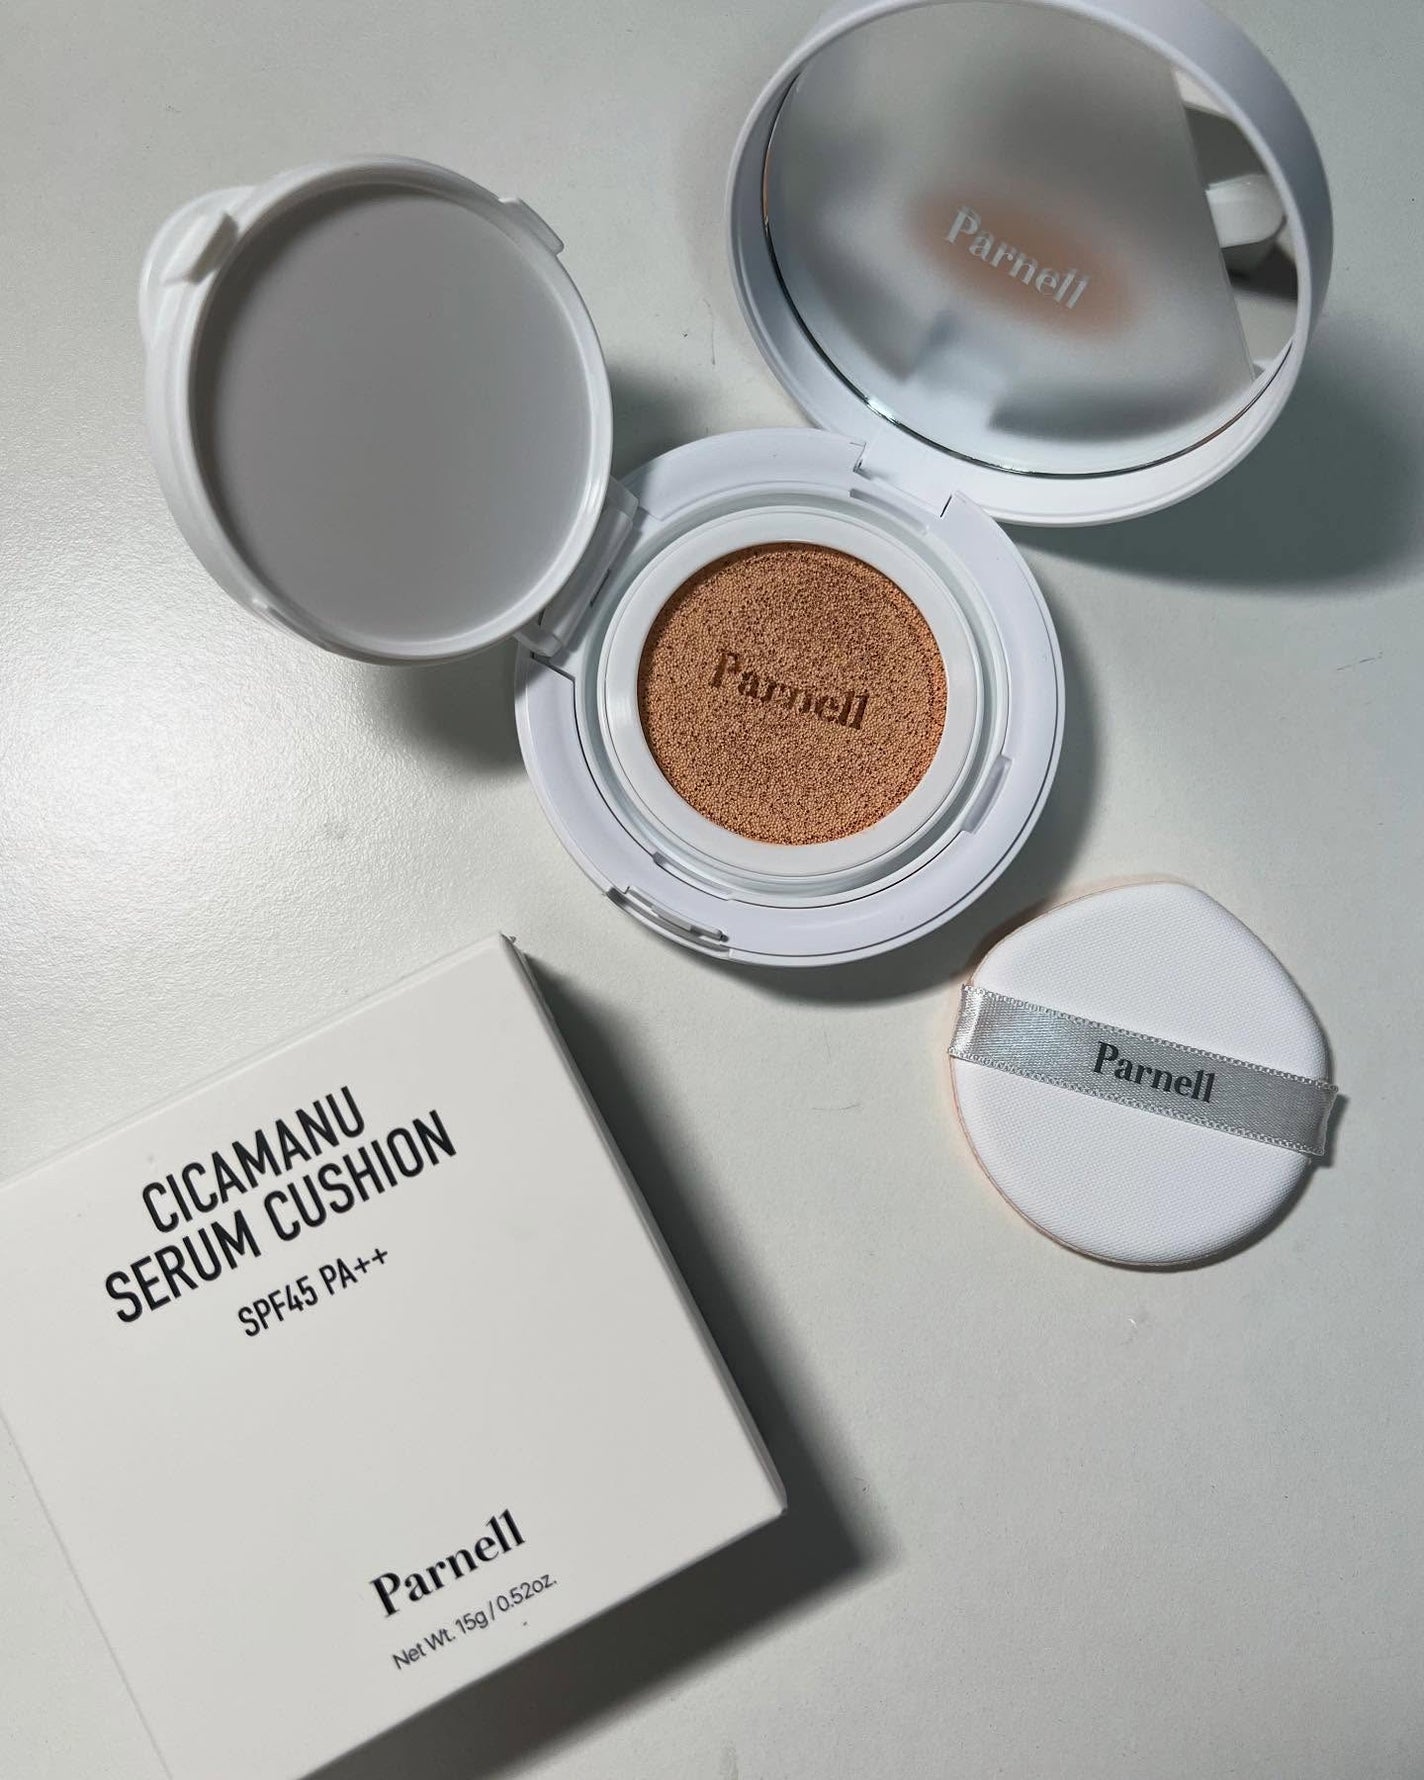 Parnell
Parnell
Parnell
CICAMANU
SERUM CUSHION
SPF45 PA++
Parnell
Net Wt. 15g / 0.52oz.